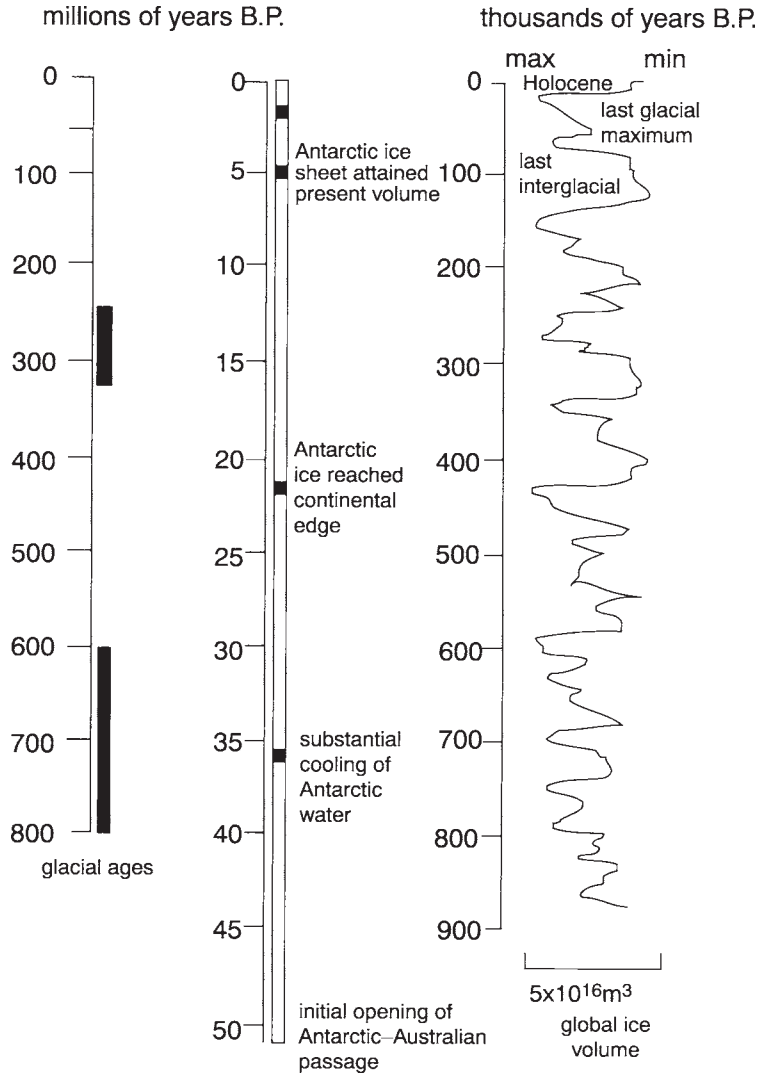 millions of years B.P.
0
100
200
300
400
500
600
700
800
glacial ages
0
5
10
15
20
25
30
35
40
45
50
Antarctic ice
sheet attained
present volume
Antarctic
ice reached
continental
edge
substantial
cooling of
Antarctic
water
initial opening of
Antarctic–Australian
passage
thousands of years B.P.
max min
0
100
200
300
400
500
600
700
800
900
Holocene
last glacial
maximum
last
interglacial
5x10¹⁶m³
global ice
volume